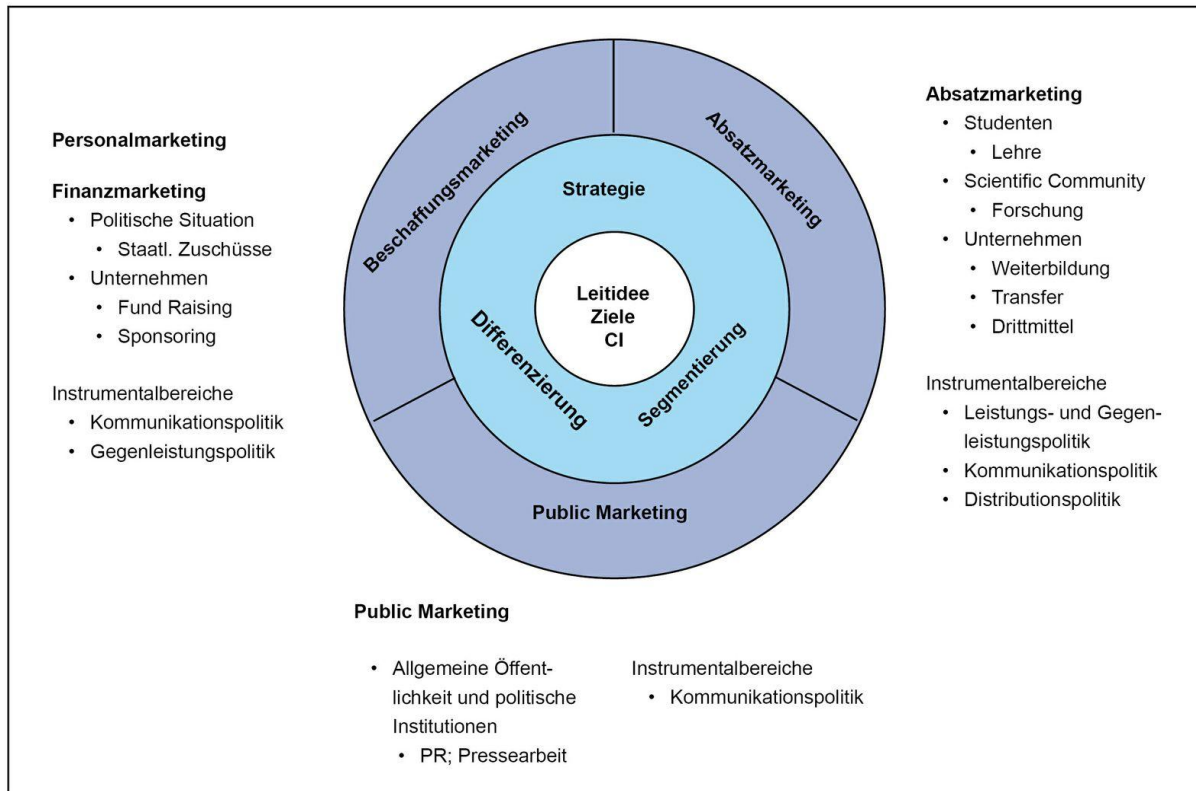 Personalmarketing
Finanzmarketing
• Politische Situation
• Staatl. Zuschüsse
• Unternehmen
• Fund Raising
• Sponsoring
Instrumentalbereiche
• Kommunikationspolitik
• Gegenleistungspolitik
Beschaffungsmarketing
Absatzmarketing
Strategie
Differenzierung
Segmentierung
Leitidee
Ziele
CI
Public Marketing
Absatzmarketing
• Studenten
• Lehre
• Scientific Community
• Forschung
• Unternehmen
• Weiterbildung
• Transfer
• Drittmittel
Instrumentalbereiche
• Leistungs- und Gegen-
leistungspolitik
• Kommunikationspolitik
• Distributionspolitik
Public Marketing
• Allgemeine Öffent-
lichkeit und politische
Institutionen
• PR; Pressearbeit
Instrumentalbereiche
• Kommunikationspolitik